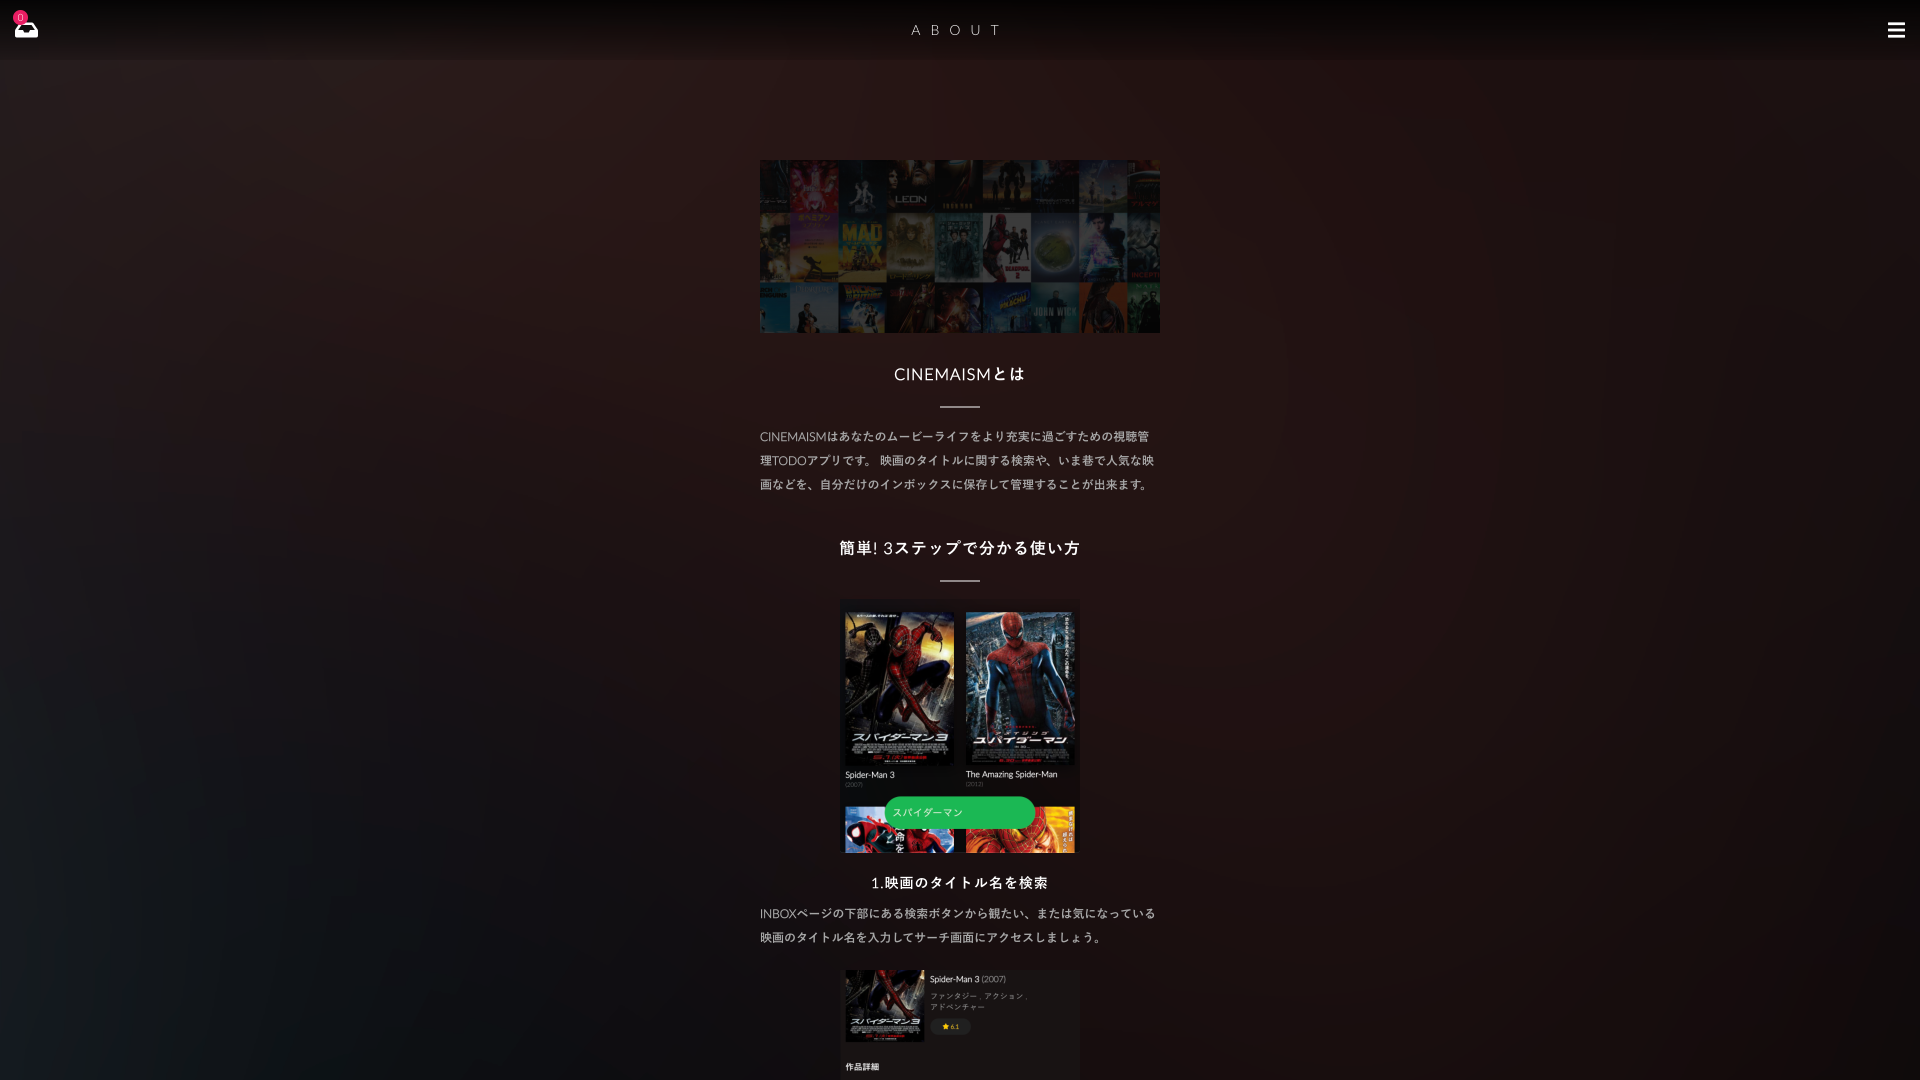 0
ABOUT
LEON
MAD
MAX
DEADPOOL
2
PIKACHU
JOHN WICK
CINEMAISMとは
CINEMAISMはあなたのムービーライフをより充実に過ごすための視聴管
理TODOアプリです。 映画のタイトルに関する検索や、いま巷で人気な映
画などを、自分だけのインボックスに保存して管理することが出来ます。
簡単! 3ステップで分かる使い方
スパイダーマン3
アメイジング
スパイダーマン
Spider-Man 3
(2007)
The Amazing Spider-Man
(2012)
スパイダーマン
1.映画のタイトル名を検索
INBOXページの下部にある検索ボタンから観たい、または気になっている
映画のタイトル名を入力してサーチ画面にアクセスしましょう。
Spider-Man 3 (2007)
ファンタジー , アクション ,
アドベンチャー
6.1
スパイダーマン3
作品詳細